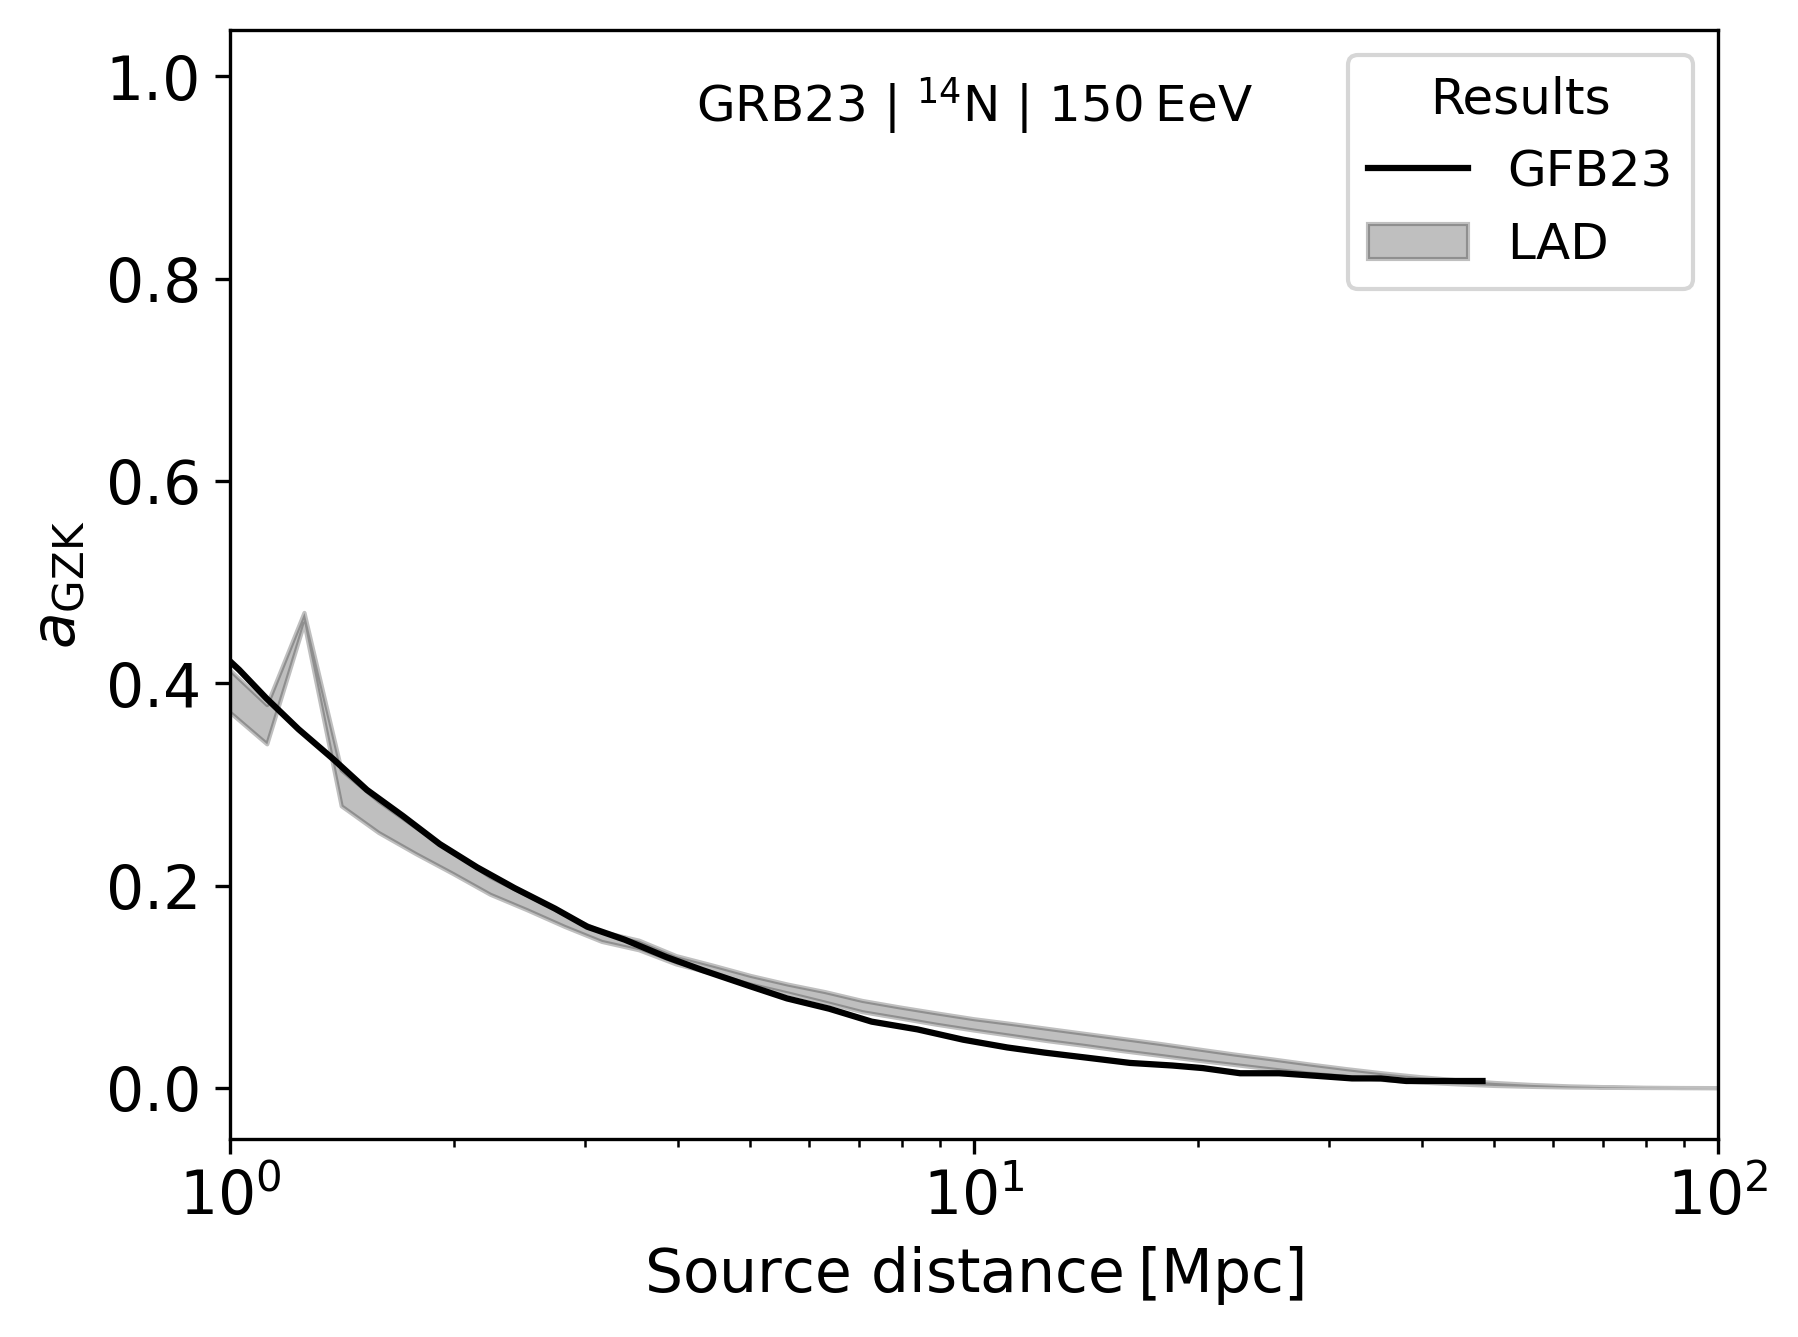 GRB23 | ¹⁴N | 150 EeV
Results
GFB23
LAD
1.0
0.8
0.6
0.4
0.2
0.0
a_GZK
10⁰
10¹
10²
Source distance [Mpc]